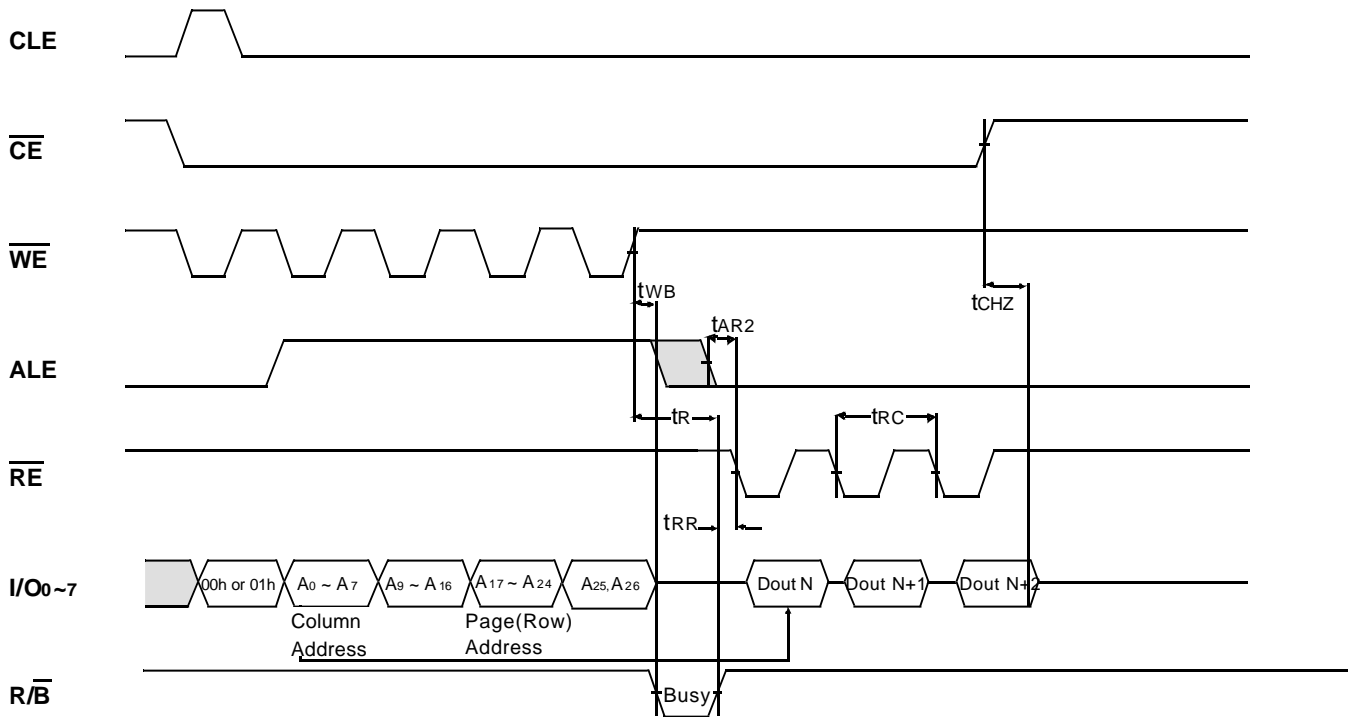 CLE
CE
WE
tWB
tCHZ
tAR2
ALE
tR
tRC
RE
tRR
I/O0~7
00h or 01h
A0 ~ A7
A9 ~ A16
A17 ~ A24
A25, A26
Dout N
Dout N+1
Dout N+2
Column
Address
Page(Row)
Address
R/B
Busy